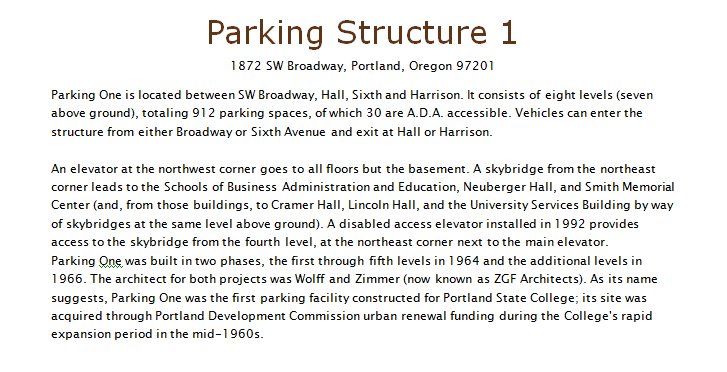 Parking Structure 1
1872 SW Broadway, Portland, Oregon 97201
Parking One is located between SW Broadway, Hall, Sixth and Harrison. It consists of eight levels (seven
above ground), totaling 912 parking spaces, of which 30 are A.D.A. accessible. Vehicles can enter the
structure from either Broadway or Sixth Avenue and exit at Hall or Harrison.
An elevator at the northwest corner goes to all floors but the basement. A skybridge from the northeast
corner leads to the Schools of Business Administration and Education, Neuberger Hall, and Smith Memorial
Center (and, from those buildings, to Cramer Hall, Lincoln Hall, and the University Services Building by way
of skybridges at the same level above ground). A disabled access elevator installed in 1992 provides
access to the skybridge from the fourth level, at the northeast corner next to the main elevator.
Parking One was built in two phases, the first through fifth levels in 1964 and the additional levels in
1966. The architect for both projects was Wolff and Zimmer (now known as ZGF Architects). As its name
suggests, Parking One was the first parking facility constructed for Portland State College; its site was
acquired through Portland Development Commission urban renewal funding during the College's rapid
expansion period in the mid-1960s.